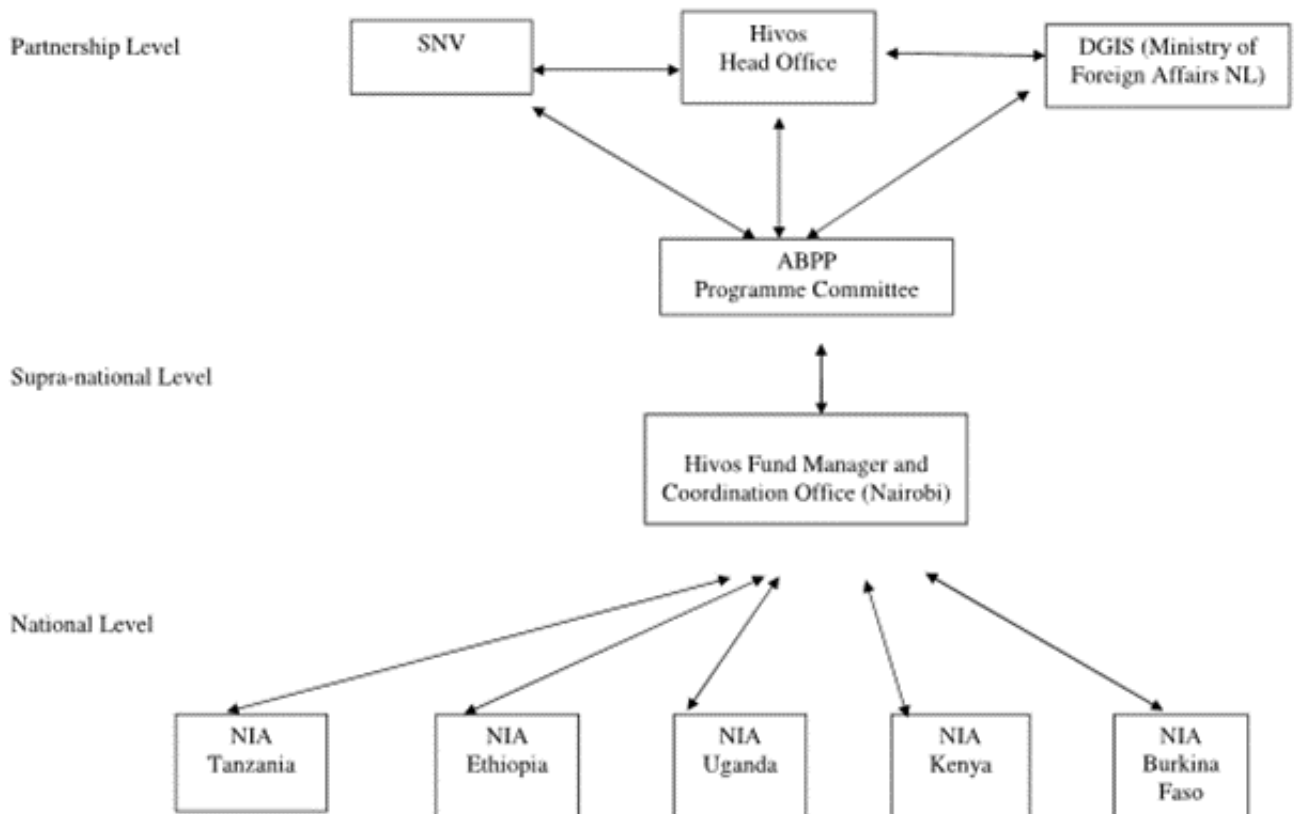 Partnership Level
SNV
Hivos
Head Office
DGIS (Ministry of
Foreign Affairs NL)
ABPP
Programme Committee
Supra-national Level
Hivos Fund Manager and
Coordination Office (Nairobi)
National Level
NIA
Tanzania
NIA
Ethiopia
NIA
Uganda
NIA
Kenya
NIA
Burkina
Faso